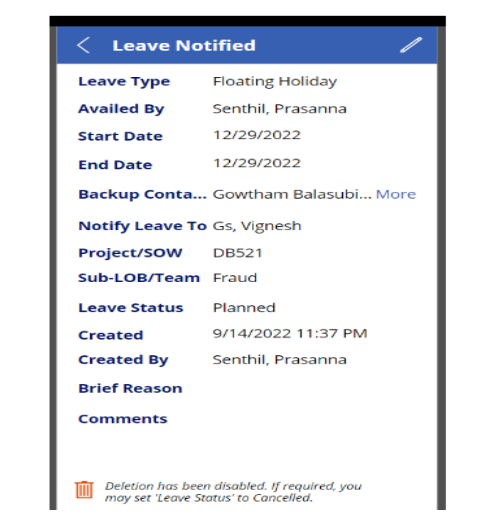 Leave Notified
Leave Type Floating Holiday
Availed By Senthil, Prasanna
Start Date 12/29/2022
End Date 12/29/2022
Backup Conta... Gowtham Balasubi... More
Notify Leave To Gs, Vignesh
Project/SOW DB521
Sub-LOB/Team Fraud
Leave Status Planned
Created 9/14/2022 11:37 PM
Created By Senthil, Prasanna
Brief Reason
Comments
Deletion has been disabled. If required, you
may set 'Leave Status' to Cancelled.